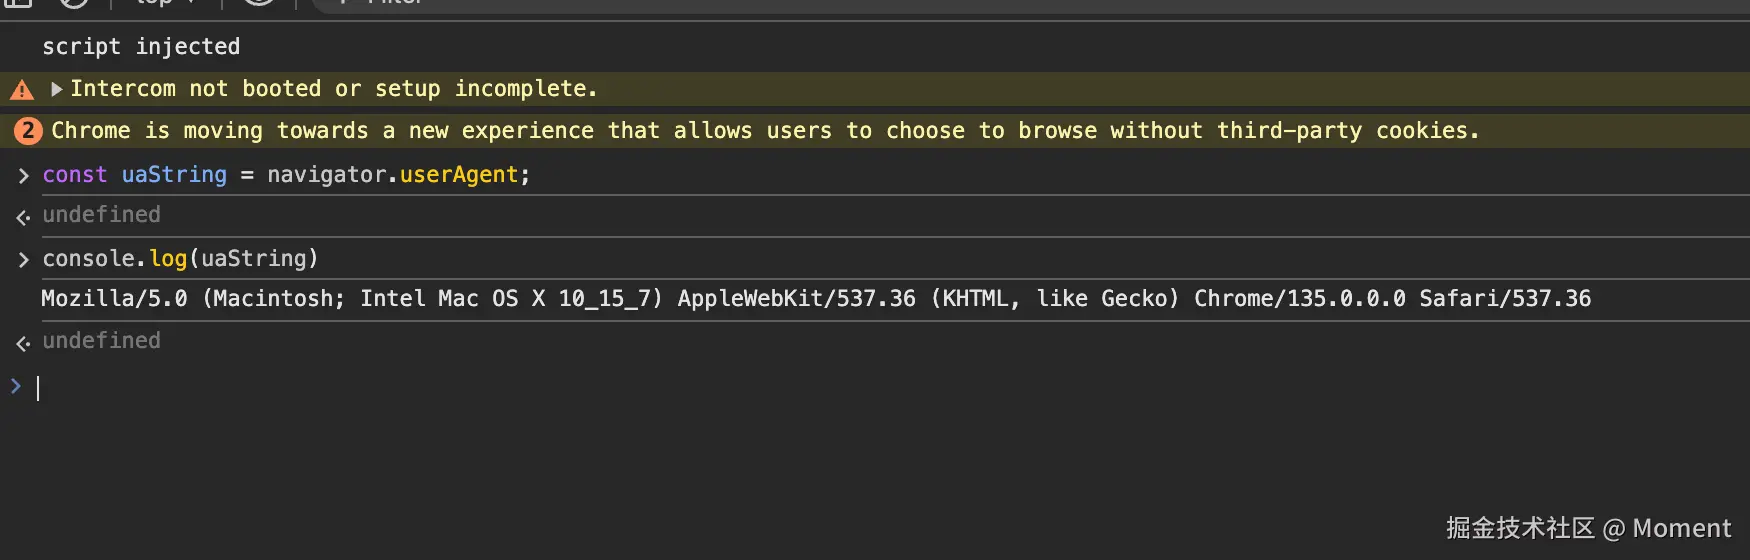 top
Filter
script injected
Intercom not booted or setup incomplete.
2 Chrome is moving towards a new experience that allows users to choose to browse without third-party cookies.
> const uaString = navigator.userAgent;
undefined
> console.log(uaString)
Mozilla/5.0 (Macintosh; Intel Mac OS X 10_15_7) AppleWebKit/537.36 (KHTML, like Gecko) Chrome/135.0.0.0 Safari/537.36
undefined
>
掘金技术社区 @ Moment